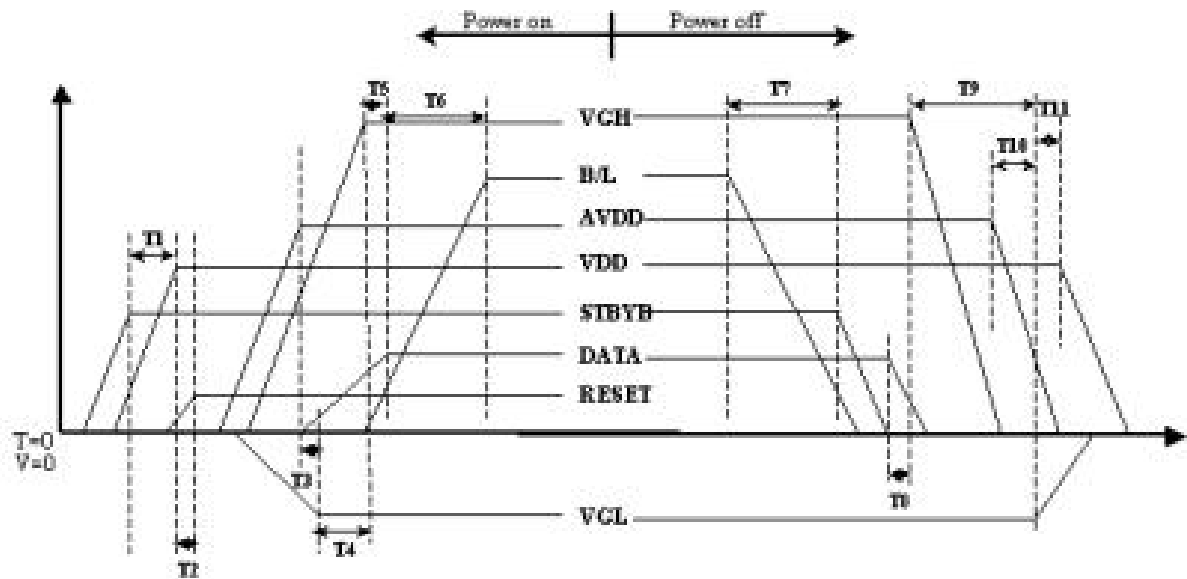 Power on Power off
T5 T6 T7 T9 T11
VGH
T10
B/L
AVDD
T1
VDD
STBYB
DATA
RESET
T=0
V=0
T3 T8
VGL
T4
T2